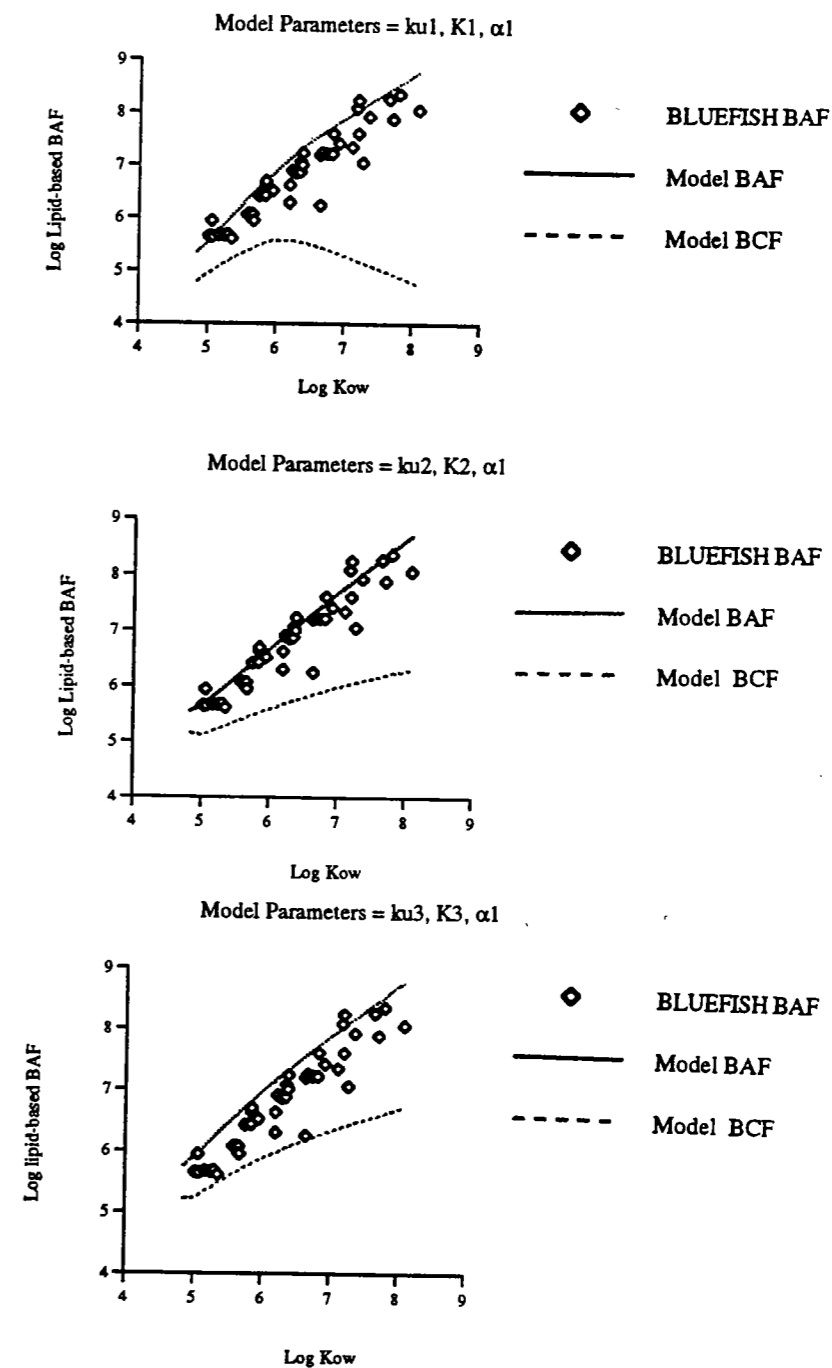 Model Parameters = ku1, K1, α1
Log Lipid-based BAF
9
8
7
6
5
4
4 5 6 7 8 9
Log Kow
BLUEFISH BAF
Model BAF
Model BCF
Model Parameters = ku2, K2, α1
Log Lipid-based BAF
9
8
7
6
5
4
4 5 6 7 8 9
Log Kow
BLUEFISH BAF
Model BAF
Model BCF
Model Parameters = ku3, K3, α1
Log lipid-based BAF
9
8
7
6
5
4
4 5 6 7 8 9
Log Kow
BLUEFISH BAF
Model BAF
Model BCF